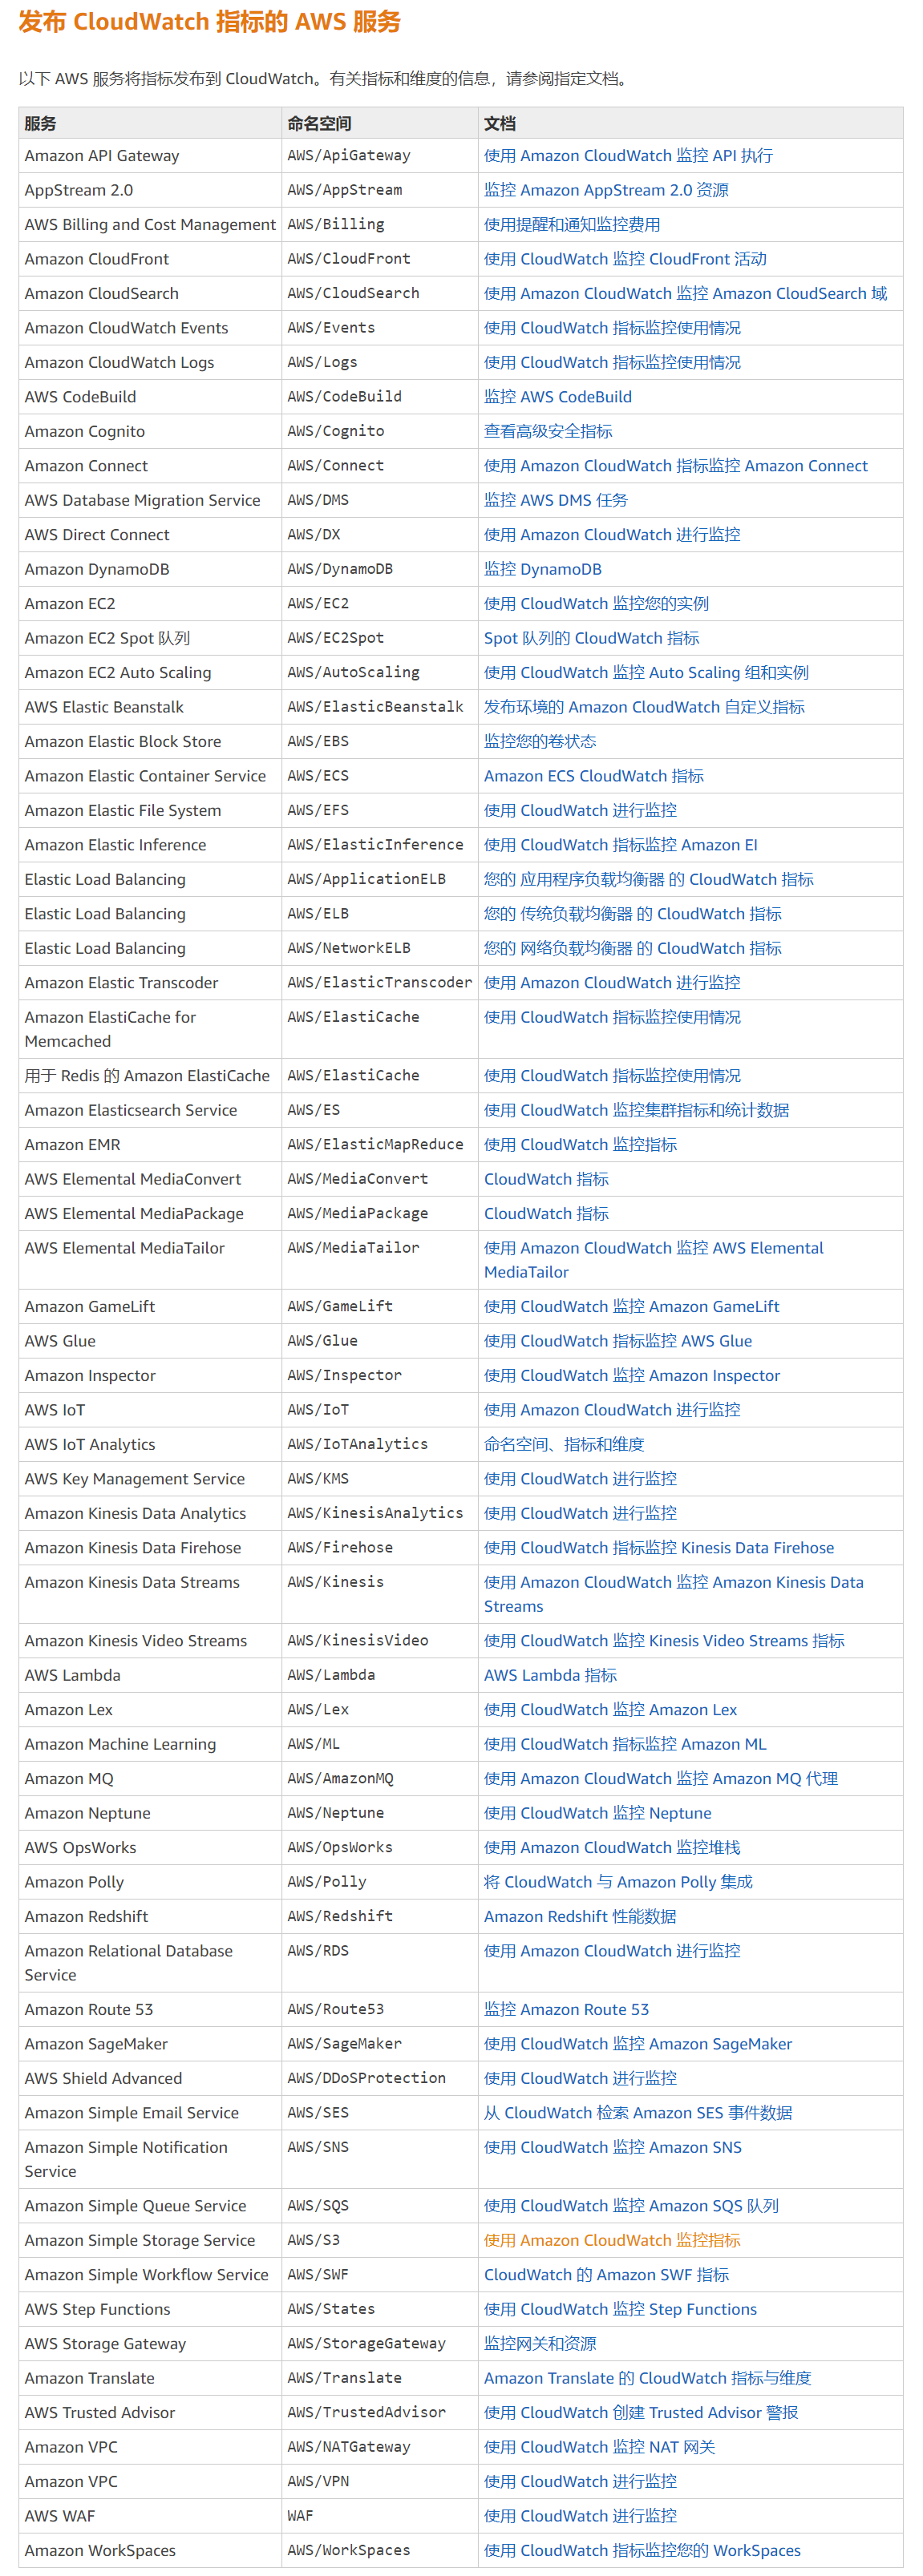 发布 CloudWatch 指标的 AWS 服务
以下 AWS 服务将指标发布到 CloudWatch。有关指标和维度的信息，请参阅指定文档。
服务 命名空间 文档
Amazon API Gateway AWS/ApiGateway 使用 Amazon CloudWatch 监控 API 执行
AppStream 2.0 AWS/AppStream 监控 Amazon AppStream 2.0 资源
AWS Billing and Cost Management AWS/Billing 使用提醒和通知监控费用
Amazon CloudFront AWS/CloudFront 使用 CloudWatch 监控 CloudFront 活动
Amazon CloudSearch AWS/CloudSearch 使用 Amazon CloudWatch 监控 Amazon CloudSearch 域
Amazon CloudWatch Events AWS/Events 使用 CloudWatch 指标监控使用情况
Amazon CloudWatch Logs AWS/Logs 使用 CloudWatch 指标监控使用情况
AWS CodeBuild AWS/CodeBuild 监控 AWS CodeBuild
Amazon Cognito AWS/Cognito 查看高级安全指标
Amazon Connect AWS/Connect 使用 Amazon CloudWatch 指标监控 Amazon Connect
AWS Database Migration Service AWS/DMS 监控 AWS DMS 任务
AWS Direct Connect AWS/DX 使用 Amazon CloudWatch 进行监控
Amazon DynamoDB AWS/DynamoDB 监控 DynamoDB
Amazon EC2 AWS/EC2 使用 CloudWatch 监控您的实例
Amazon EC2 Spot 队列 AWS/EC2Spot Spot 队列的 CloudWatch 指标
Amazon EC2 Auto Scaling AWS/AutoScaling 使用 CloudWatch 监控 Auto Scaling 组和实例
AWS Elastic Beanstalk AWS/ElasticBeanstalk 发布环境的 Amazon CloudWatch 自定义指标
Amazon Elastic Block Store AWS/EBS 监控您的卷状态
Amazon Elastic Container Service AWS/ECS Amazon ECS CloudWatch 指标
Amazon Elastic File System AWS/EFS 使用 CloudWatch 进行监控
Amazon Elastic Inference AWS/ElasticInference 使用 CloudWatch 指标监控 Amazon EI
Elastic Load Balancing AWS/ApplicationELB 您的 应用程序负载均衡器 的 CloudWatch 指标
Elastic Load Balancing AWS/ELB 您的 传统负载均衡器 的 CloudWatch 指标
Elastic Load Balancing AWS/NetworkELB 您的 网络负载均衡器 的 CloudWatch 指标
Amazon Elastic Transcoder AWS/ElasticTranscoder 使用 Amazon CloudWatch 进行监控
Amazon ElastiCache for AWS/ElastiCache 使用 CloudWatch 指标监控使用情况
Memcached
用于 Redis 的 Amazon ElastiCache AWS/ElastiCache 使用 CloudWatch 指标监控使用情况
Amazon Elasticsearch Service AWS/ES 使用 CloudWatch 监控集群指标和统计数据
Amazon EMR AWS/ElasticMapReduce 使用 CloudWatch 监控指标
AWS Elemental MediaConvert AWS/MediaConvert CloudWatch 指标
AWS Elemental MediaPackage AWS/MediaPackage CloudWatch 指标
AWS Elemental MediaTailor AWS/MediaTailor 使用 Amazon CloudWatch 监控 AWS Elemental
MediaTailor
Amazon GameLift AWS/GameLift 使用 CloudWatch 监控 Amazon GameLift
AWS Glue AWS/Glue 使用 CloudWatch 指标监控 AWS Glue
Amazon Inspector AWS/Inspector 使用 CloudWatch 监控 Amazon Inspector
AWS IoT AWS/IoT 使用 Amazon CloudWatch 进行监控
AWS IoT Analytics AWS/IoTAnalytics 命名空间、指标和维度
AWS Key Management Service AWS/KMS 使用 CloudWatch 进行监控
Amazon Kinesis Data Analytics AWS/KinesisAnalytics 使用 CloudWatch 进行监控
Amazon Kinesis Data Firehose AWS/Firehose 使用 CloudWatch 指标监控 Kinesis Data Firehose
Amazon Kinesis Data Streams AWS/Kinesis 使用 Amazon CloudWatch 监控 Amazon Kinesis Data
Streams
Amazon Kinesis Video Streams AWS/KinesisVideo 使用 CloudWatch 监控 Kinesis Video Streams 指标
AWS Lambda AWS/Lambda AWS Lambda 指标
Amazon Lex AWS/Lex 使用 CloudWatch 监控 Amazon Lex
Amazon Machine Learning AWS/ML 使用 CloudWatch 指标监控 Amazon ML
Amazon MQ AWS/AmazonMQ 使用 Amazon CloudWatch 监控 Amazon MQ 代理
Amazon Neptune AWS/Neptune 使用 CloudWatch 监控 Neptune
AWS OpsWorks AWS/OpsWorks 使用 Amazon CloudWatch 监控堆栈
Amazon Polly AWS/Polly 将 CloudWatch 与 Amazon Polly 集成
Amazon Redshift AWS/Redshift Amazon Redshift 性能数据
Amazon Relational Database AWS/RDS 使用 Amazon CloudWatch 进行监控
Service
Amazon Route 53 AWS/Route53 监控 Amazon Route 53
Amazon SageMaker AWS/SageMaker 使用 CloudWatch 监控 Amazon SageMaker
AWS Shield Advanced AWS/DDoSProtection 使用 CloudWatch 进行监控
Amazon Simple Email Service AWS/SES 从 CloudWatch 检索 Amazon SES 事件数据
Amazon Simple Notification AWS/SNS 使用 CloudWatch 监控 Amazon SNS
Service
Amazon Simple Queue Service AWS/SQS 使用 CloudWatch 监控 Amazon SQS 队列
Amazon Simple Storage Service AWS/S3 使用 Amazon CloudWatch 监控指标
Amazon Simple Workflow Service AWS/SWF CloudWatch 的 Amazon SWF 指标
AWS Step Functions AWS/States 使用 CloudWatch 监控 Step Functions
AWS Storage Gateway AWS/StorageGateway 监控网关和资源
Amazon Translate AWS/Translate Amazon Translate 的 CloudWatch 指标与维度
AWS Trusted Advisor AWS/TrustedAdvisor 使用 CloudWatch 创建 Trusted Advisor 警报
Amazon VPC AWS/NATGateway 使用 CloudWatch 监控 NAT 网关
Amazon VPC AWS/VPN 使用 CloudWatch 进行监控
AWS WAF WAF 使用 CloudWatch 进行监控
Amazon WorkSpaces AWS/WorkSpaces 使用 CloudWatch 指标监控您的 WorkSpaces